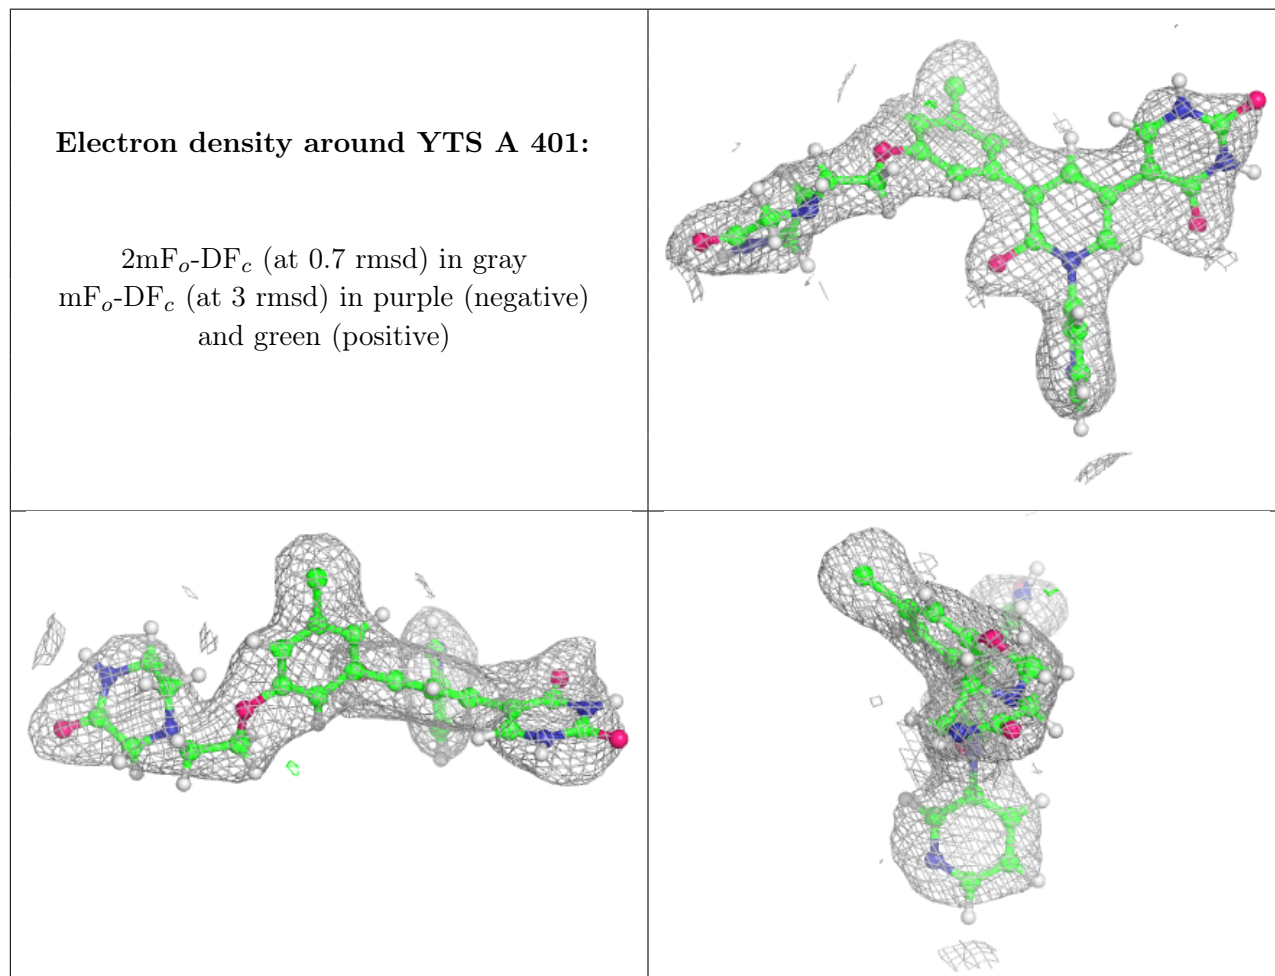 Electron density around YTS A 401:
2mFo-DFc (at 0.7 rmsd) in gray
mFo-DFc (at 3 rmsd) in purple (negative)
and green (positive)